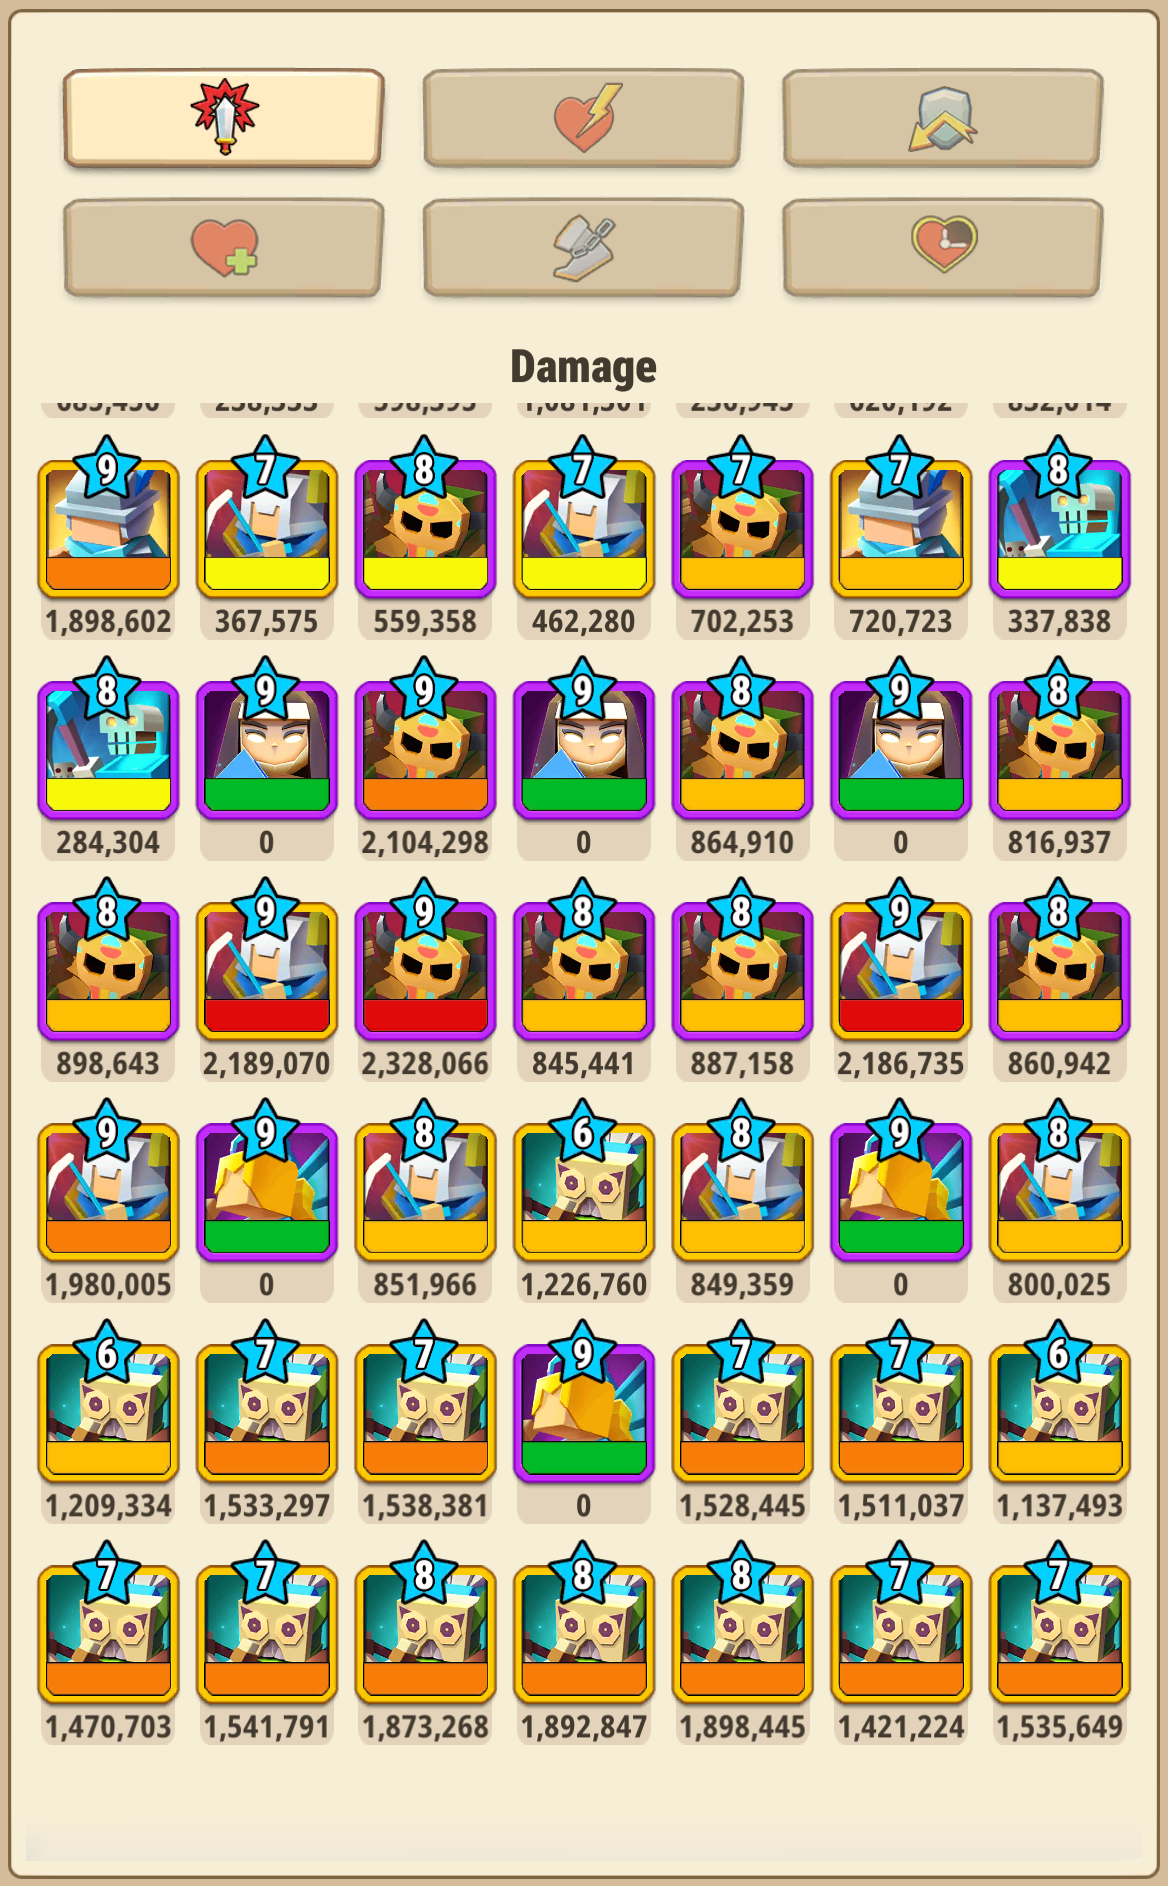 Damage
9 7 8 7 7 7 8
1,898,602 367,575 559,358 462,280 702,253 720,723 337,838
8 9 9 9 8 9 8
284,304 0 2,104,298 0 864,910 0 816,937
8 9 9 8 8 9 8
898,643 2,189,070 2,328,066 845,441 887,158 2,186,735 860,942
9 9 8 6 8 9 8
1,980,005 0 851,966 1,226,760 849,359 0 800,025
6 7 7 9 7 7 6
1,209,334 1,533,297 1,538,381 0 1,528,445 1,511,037 1,137,493
7 7 8 8 8 7 7
1,470,703 1,541,791 1,873,268 1,892,847 1,898,445 1,421,224 1,535,649